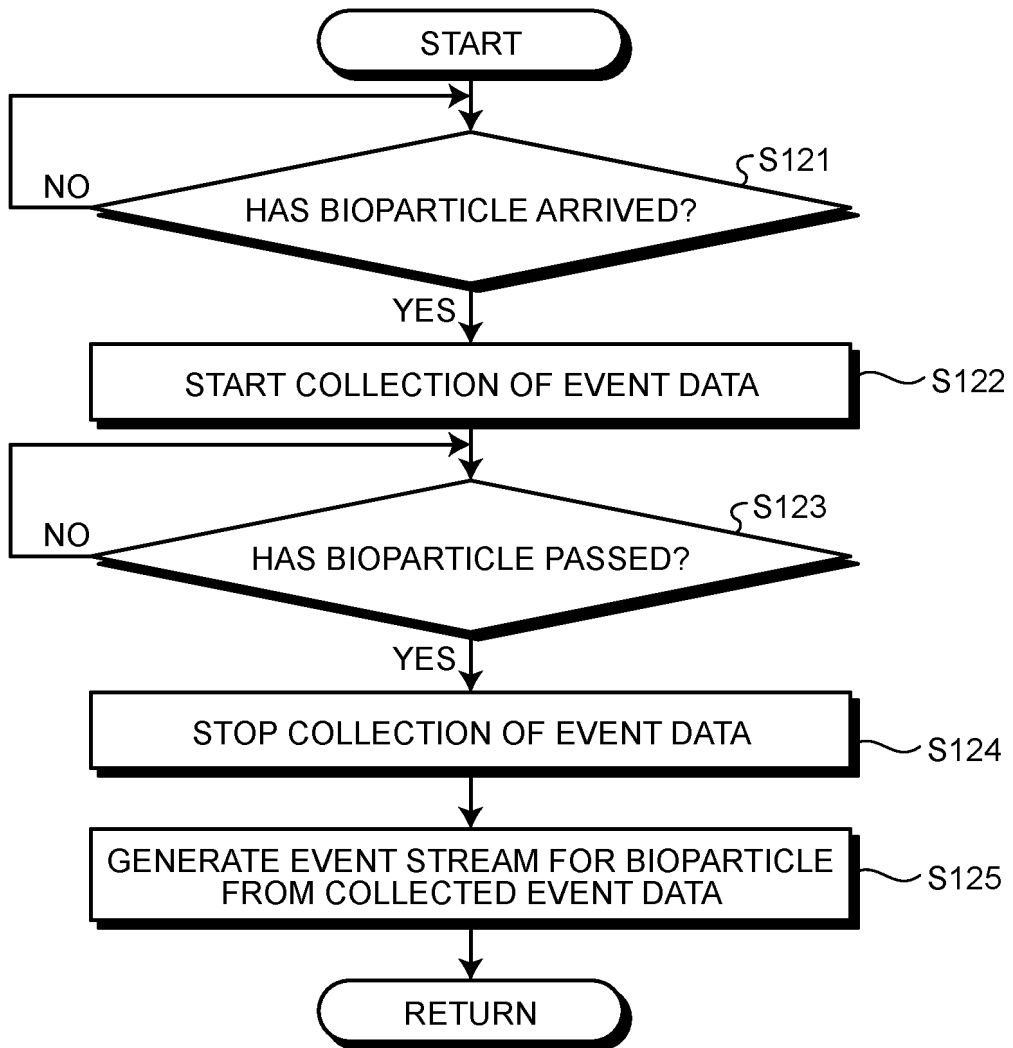 START
S121
NO
HAS BIOPARTICLE ARRIVED?
YES
START COLLECTION OF EVENT DATA
S122
S123
NO
HAS BIOPARTICLE PASSED?
YES
STOP COLLECTION OF EVENT DATA
S124
GENERATE EVENT STREAM FOR BIOPARTICLE
FROM COLLECTED EVENT DATA
S125
RETURN